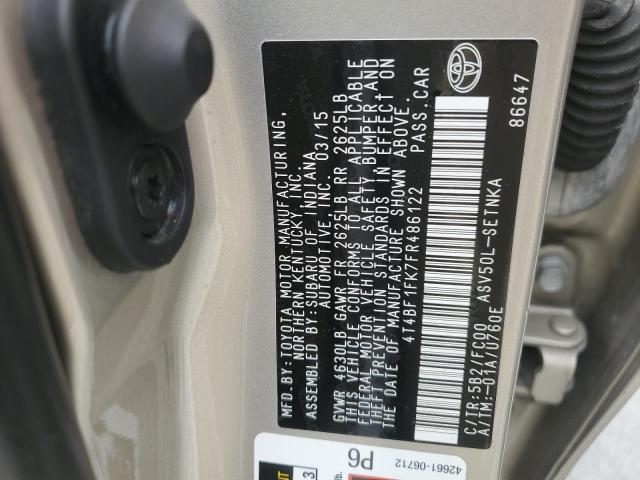 MFD.BY:TOYOTA MOTOR MANUFACTURING,
NORTHERN KENTUCKY, INC.
ASSEMBLED BY:SUBARU OF INDIANA
AUTOMOTIVE, INC. 03/15
GVWR 4630LB GAWR FR 2625LB RR 2625LB
THIS VEHICLE CONFORMS TO ALL APPLICABLE
FEDERAL MOTOR VEHICLE SAFETY, BUMPER, AND
THEFT PREVENTION STANDARDS IN EFFECT ON
THE DATE OF MANUFACTURE SHOWN ABOVE.
4T4BF1FK7FR486122 PASS.CAR
C/TR:5B2/FC00 ASV50L-SETNKA
A/TM:-01A/U760E 86647
P6
42661-06712
3